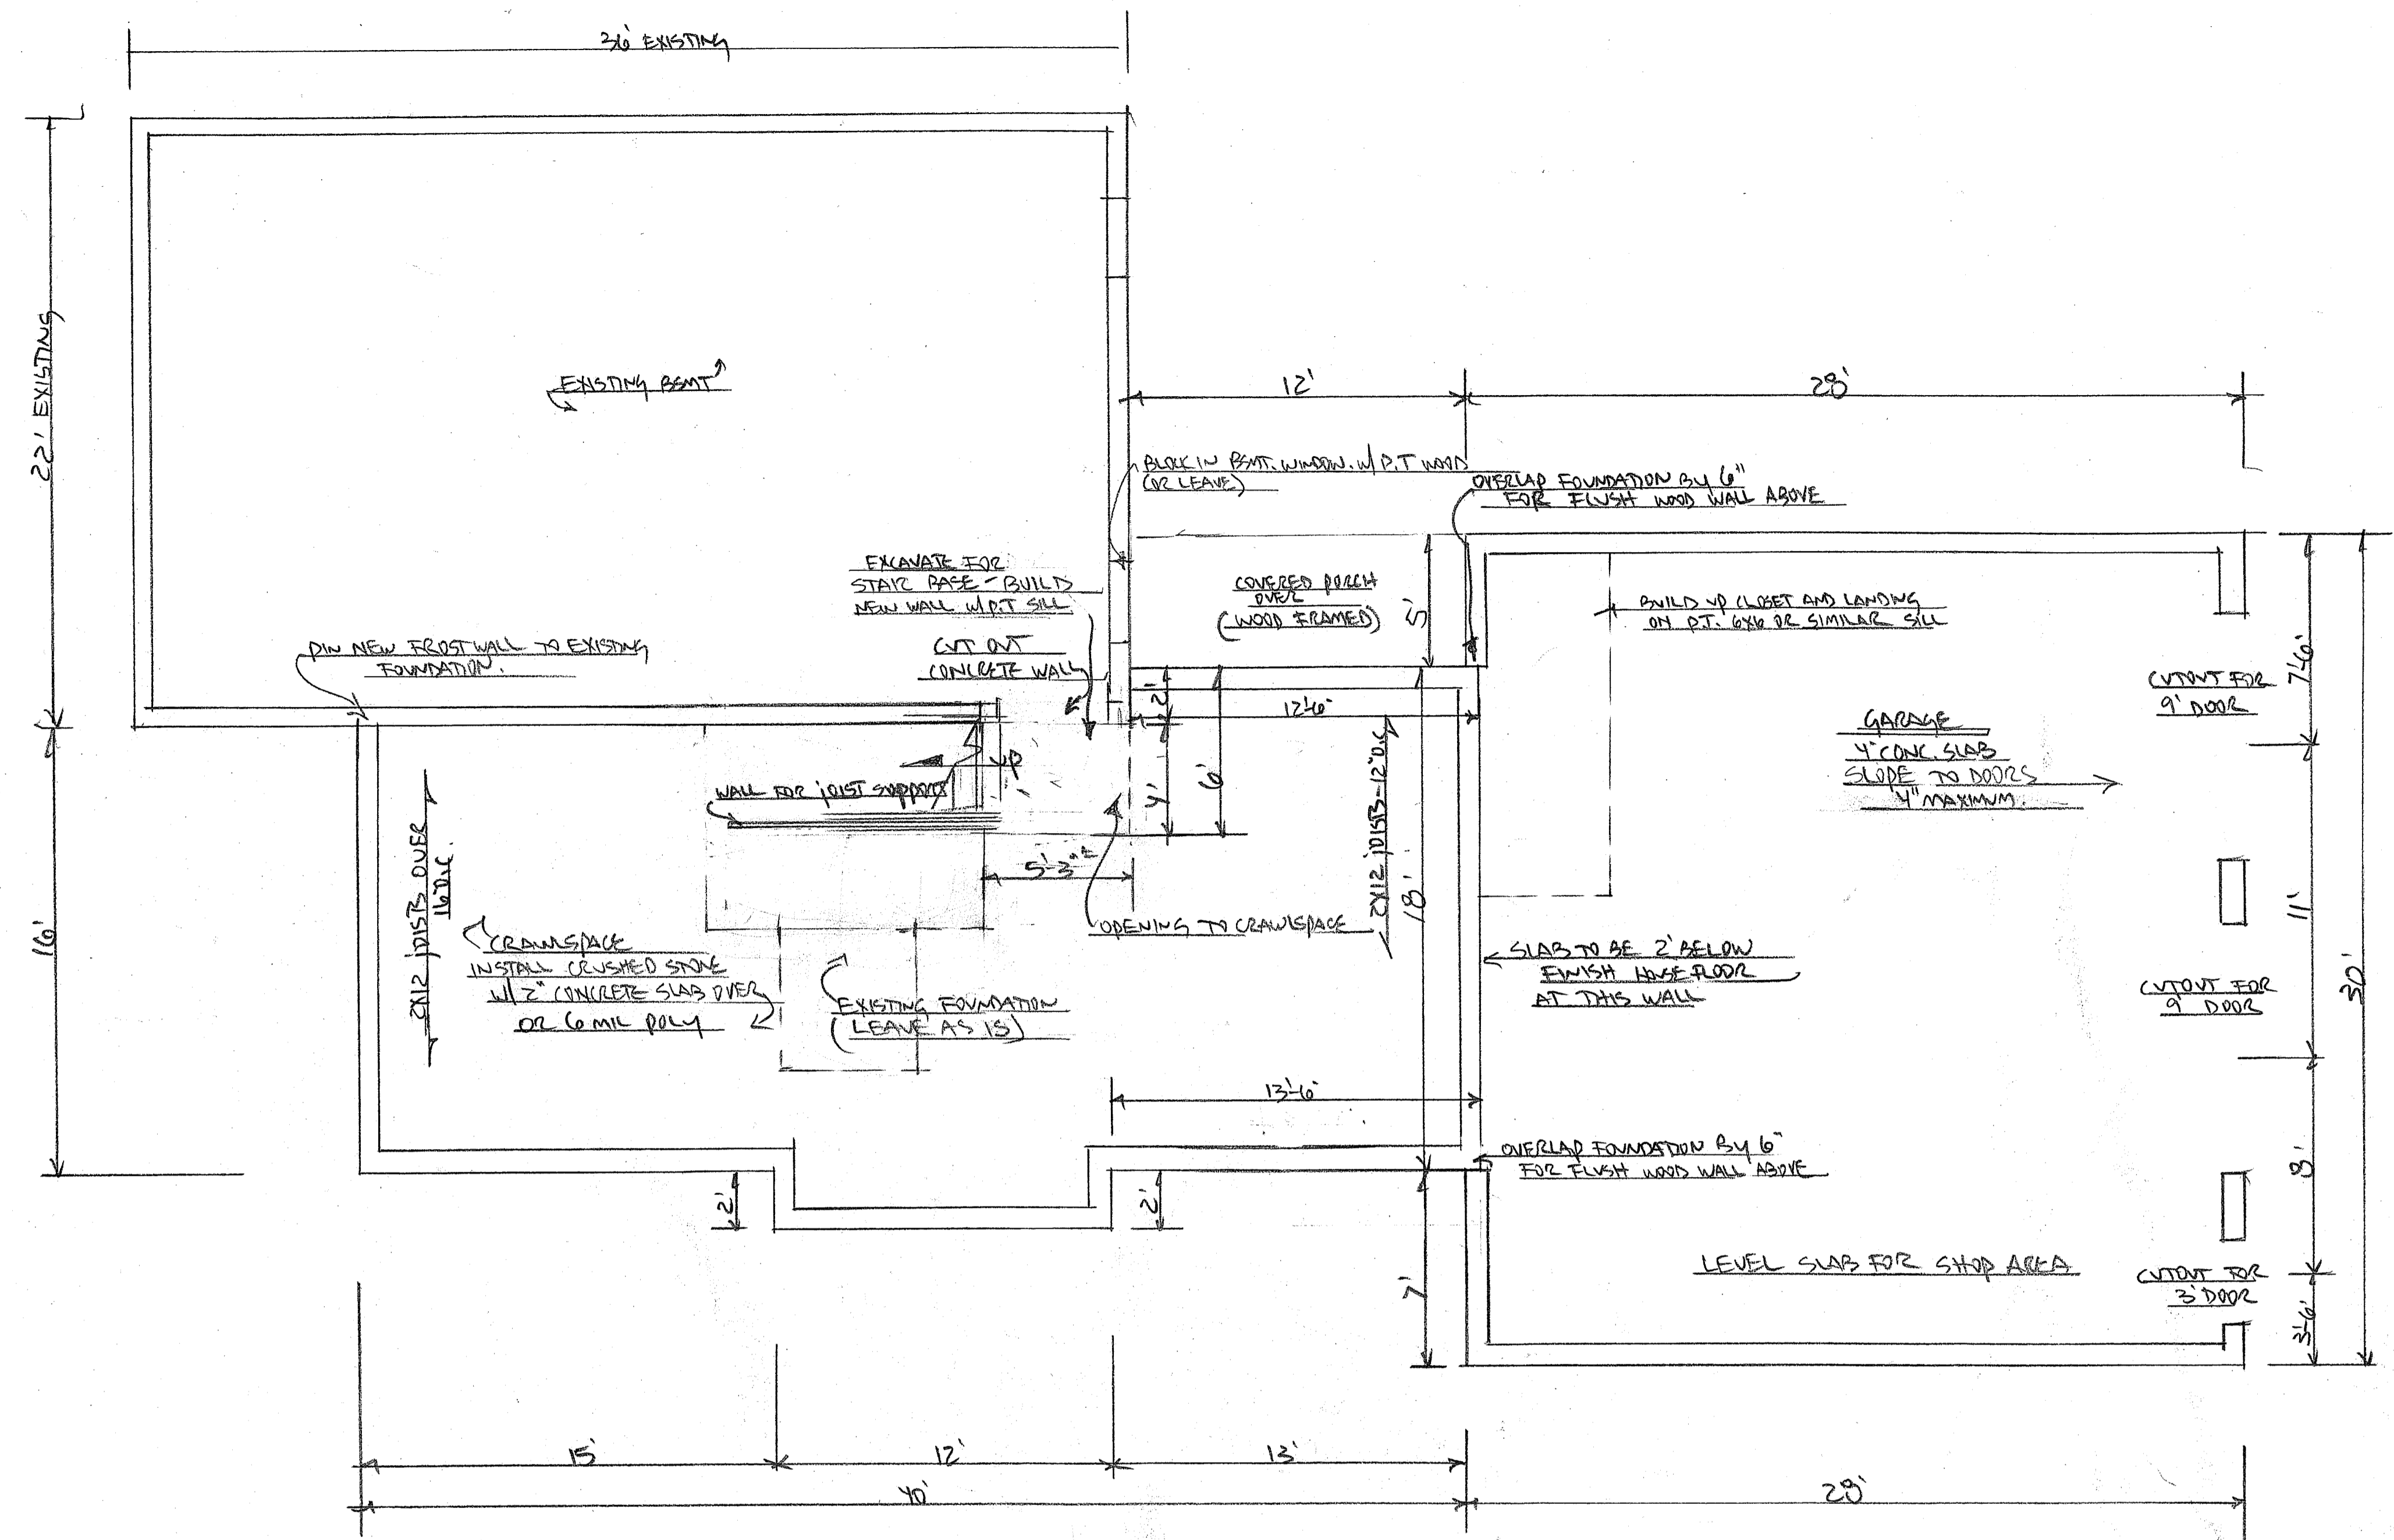 36' EXISTING
22' EXISTING
EXISTING BSMT
12'
28'
BLOCK IN BSMT. WINDOW. W/ P.T WOOD
(OR LEAVE)
OVERLAP FOUNDATION BY 6"
FOR FLUSH WOOD WALL ABOVE
EXCAVATE FOR
STAIR BASE - BUILD
NEW WALL W/ P.T SILL
COVERED PORCH
OVER
(WOOD FRAMED)
5'
BUILD UP CLOSET AND LANDING
ON P.T. 6X6 OR SIMILAR SILL
7'-6"
PIN NEW FROSTWALL TO EXISTING
FOUNDATION.
CUT OUT
CONCRETE WALL
2'
12'-6"
CUTOUT FOR
9' DOOR
GARAGE
4" CONC. SLAB
SLOPE TO DOORS
4" MAXIMUM.
WALL FOR JOIST SUPPORT
4'
6'
2X12 JOISTS-12"O.C.
18'
5'-3"±
2X12 JOISTS OVER
16"O.C.
16'
OPENING TO CRAWLSPACE
11'
30'
CRAWLSPACE
INSTALL CRUSHED STONE
W/ 2" CONCRETE SLAB OVER
OR 6 MIL POLY
EXISTING FOUNDATION
(LEAVE AS IS)
SLAB TO BE 2' BELOW
FINISH HOUSE FLOOR
AT THIS WALL
CUTOUT FOR
9' DOOR
13'-6"
OVERLAP FOUNDATION BY 6"
FOR FLUSH WOOD WALL ABOVE
8'
2'
2'
7'
LEVEL SLAB FOR SHOP AREA
CUTOUT FOR
3' DOOR
3'-6"
15'
12'
13'
40'
28'